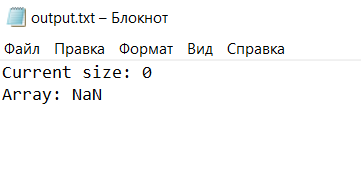 output.txt – Блокнот
Файл Правка Формат Вид Справка
Current size: 0
Array: NaN